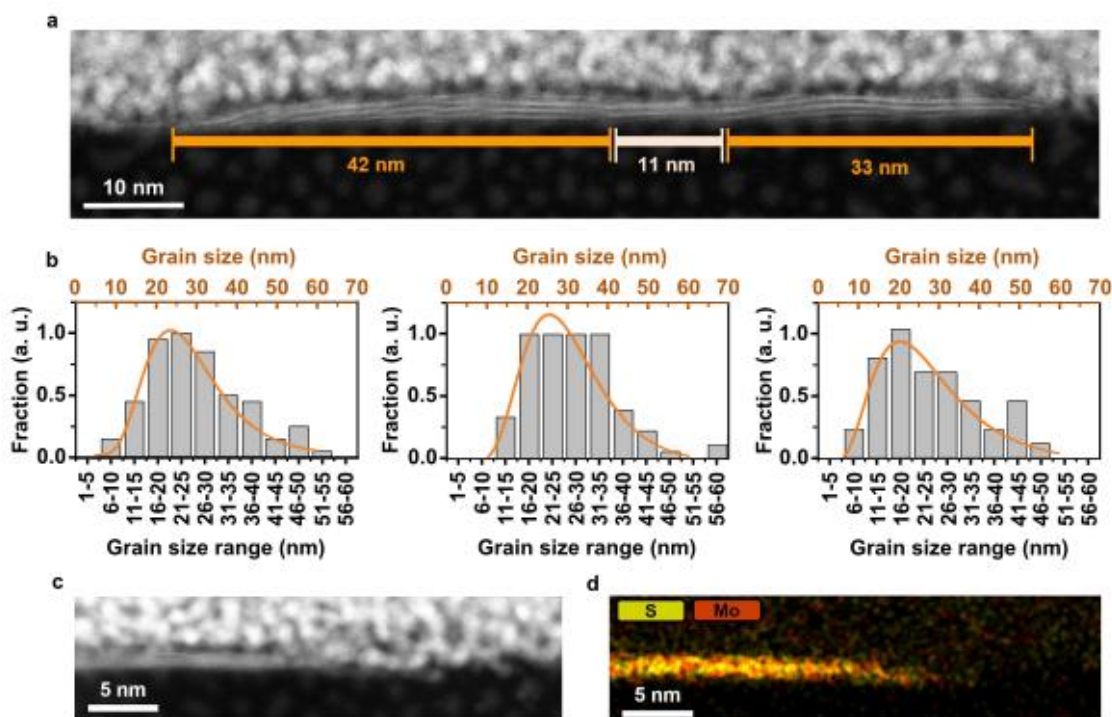 a
42 nm
11 nm
33 nm
10 nm
b
Grain size (nm)
0 10 20 30 40 50 60 70
Fraction (a. u.)
1.0
0.5
0.0
1-5 6-10 11-15 16-20 21-25 26-30 31-35 36-40 41-45 46-50 51-55 56-60
Grain size range (nm)
Grain size (nm)
0 10 20 30 40 50 60 70
Fraction (a. u.)
1.0
0.5
0.0
1-5 6-10 11-15 16-20 21-25 26-30 31-35 36-40 41-45 46-50 51-55 56-60
Grain size range (nm)
Grain size (nm)
0 10 20 30 40 50 60 70
Fraction (a. u.)
1.0
0.5
0.0
1-5 6-10 11-15 16-20 21-25 26-30 31-35 36-40 41-45 46-50 51-55 56-60
Grain size range (nm)
c
5 nm
d
S Mo
5 nm